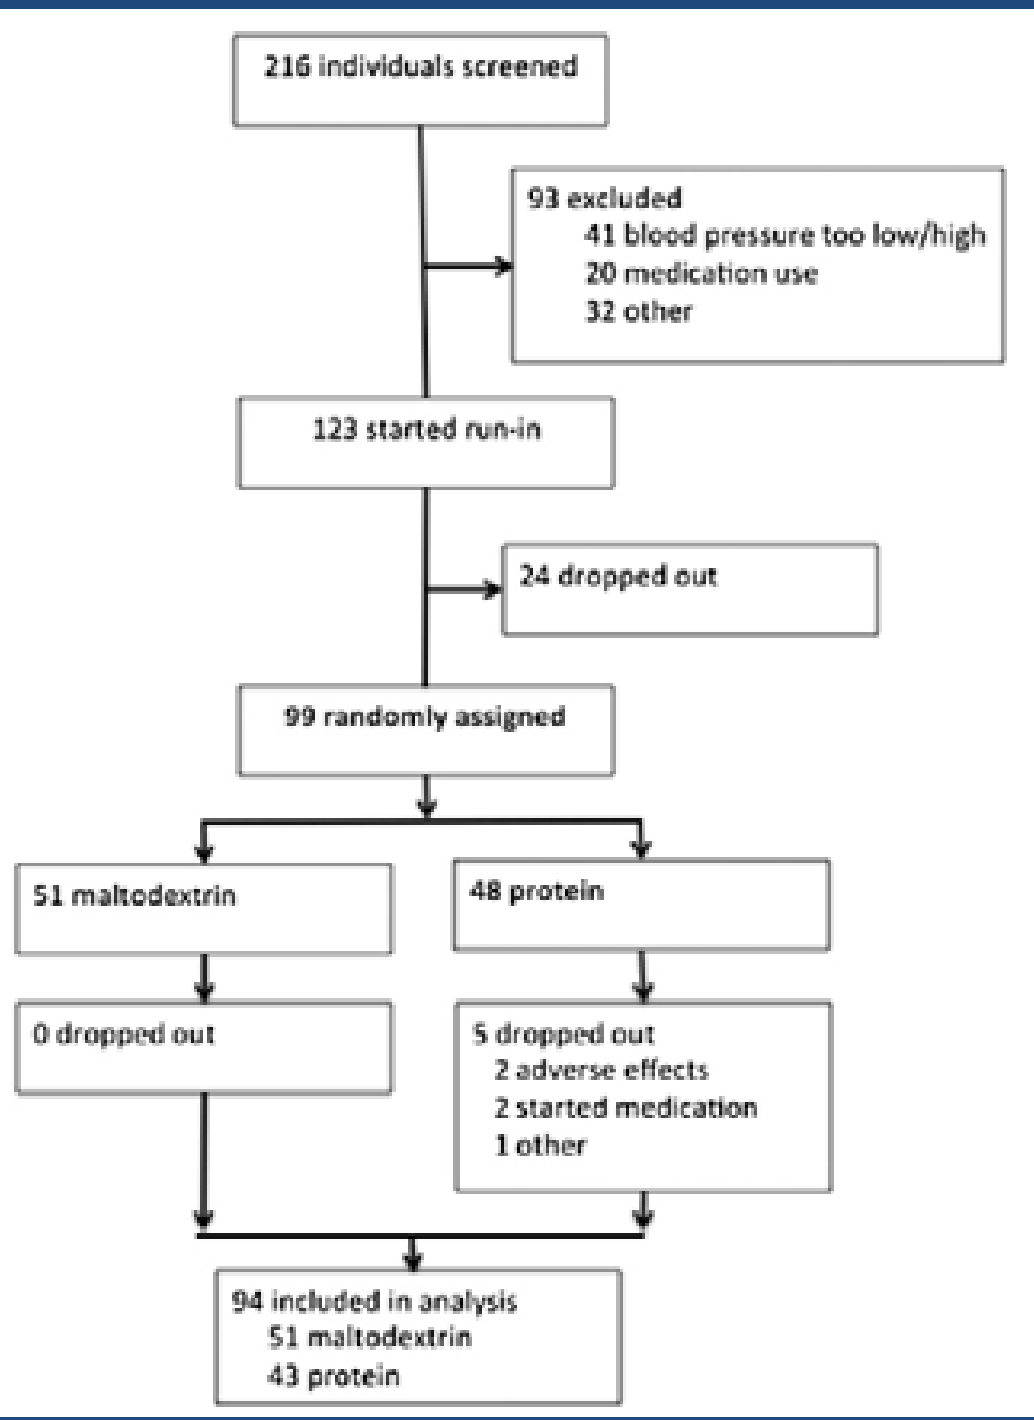 216 individuals screened
93 excluded
41 blood pressure too low/high
20 medication use
32 other
123 started run-in
24 dropped out
99 randomly assigned
51 maltodextrin
48 protein
0 dropped out
5 dropped out
2 adverse effects
2 started medication
1 other
94 included in analysis
51 maltodextrin
43 protein